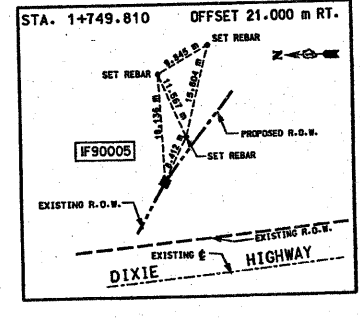 STA. 1+749.810 OFFSET 21.000 m RT.
SET REBAR
SET REBAR
N
IF90005
PROPOSED R.O.W.
SET REBAR
EXISTING R.O.W.
EXISTING R.O.W.
EXISTING ₵
DIXIE HIGHWAY